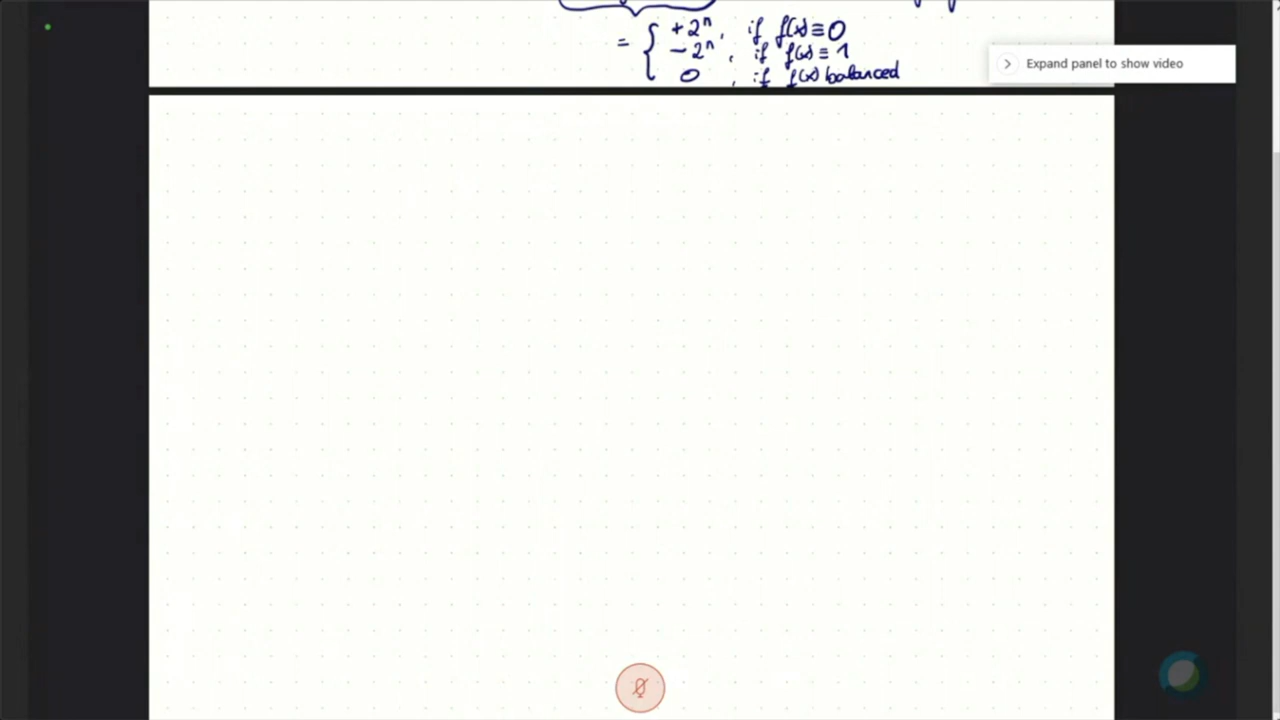 = { +2ⁿ, if f(x) ≡ 0
− 2ⁿ, if f(x) ≡ 1
0, if f(x) balanced
Expand panel to show video